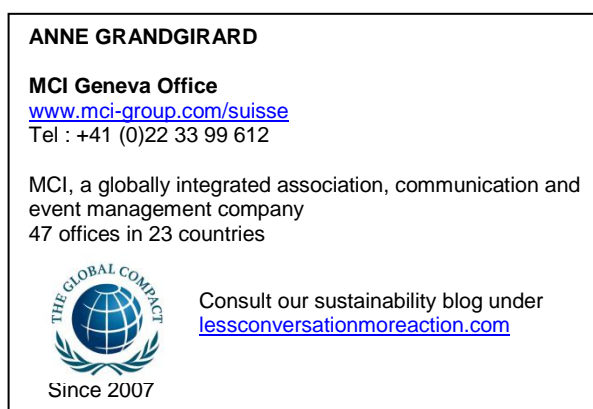 ANNE GRANDGIRARD
MCI Geneva Office
www.mci-group.com/suisse
Tel : +41 (0)22 33 99 612
MCI, a globally integrated association, communication and
event management company
47 offices in 23 countries
THE GLOBAL COMPACT
Consult our sustainability blog under
lessconversationmoreaction.com
Since 2007